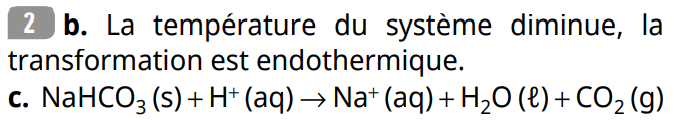 2 b. La température du système diminue, la
transformation est endothermique.
c. NaHCO₃ (s) + H⁺ (aq) → Na⁺ (aq) + H₂O (ℓ) + CO₂ (g)